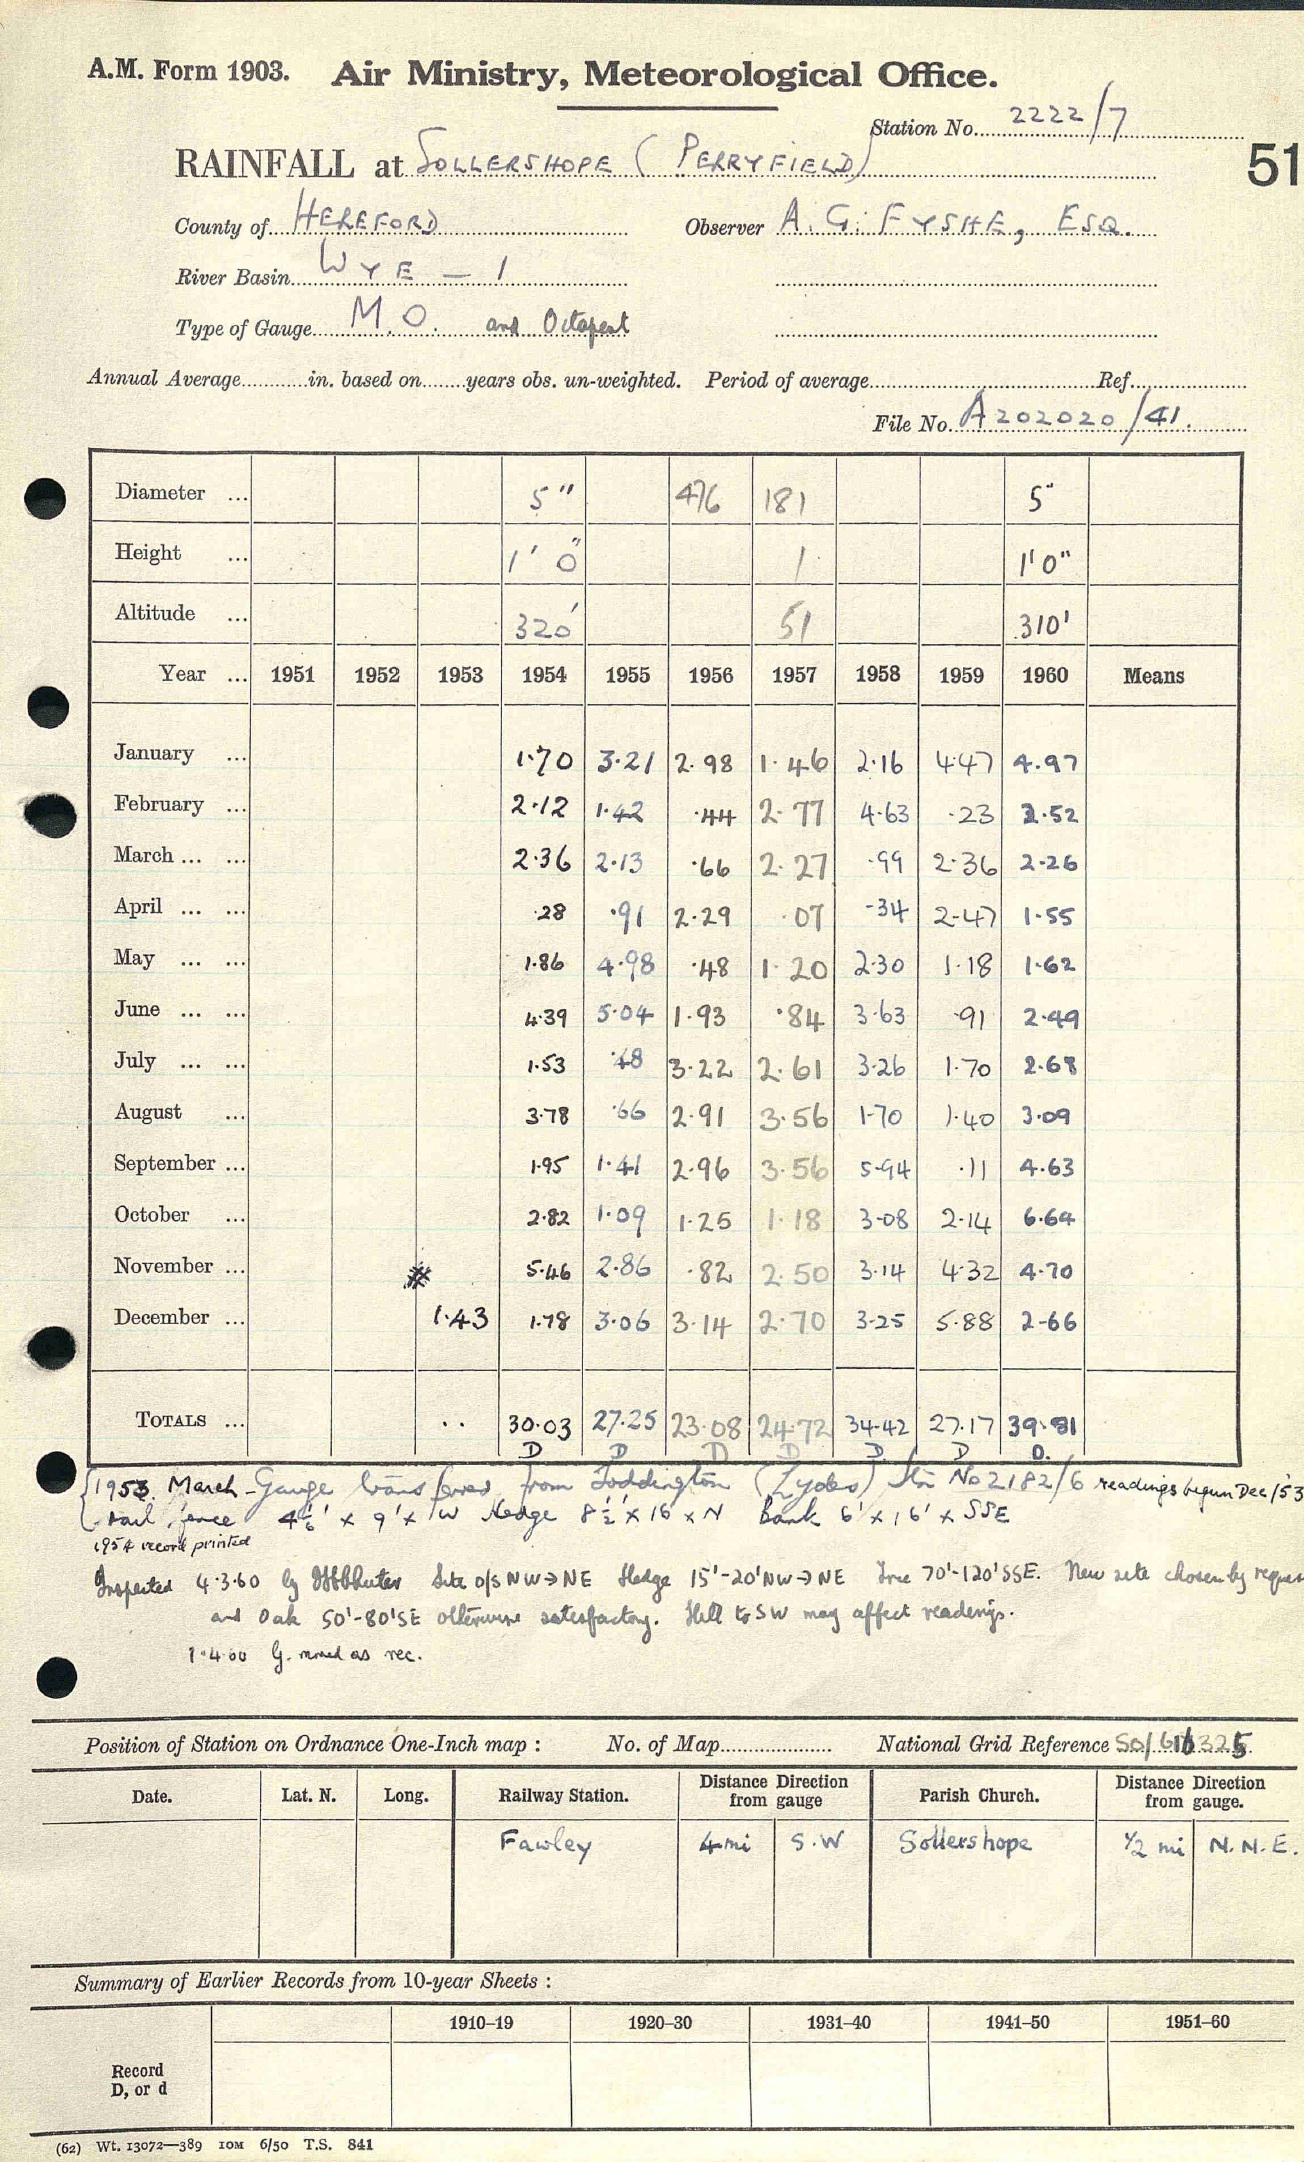 A.M. Form 1903. Air Ministry, Meteorological Office.
Station No. 2222/7
RAINFALL at SOLLERSHOPE (PERRYFIELD)
51
County of HEREFORD Observer A. G. FYSHE, ESQ.
River Basin WYE - 1
Type of Gauge M.O. and Octapent
Annual Average in. based on years obs. un-weighted. Period of average Ref.
File No. A202020/41.
Diameter ... 5" 476 181 5"
Height ... 1' 0" 1 1'0"
Altitude ... 320' 51 310'
Year ... 1951 1952 1953 1954 1955 1956 1957 1958 1959 1960 Means
January ... 1.70 3.21 2.98 1.46 2.16 4.47 4.97
February ... 2.12 1.42 .44 2.77 4.63 .23 2.52
March ... ... 2.36 2.13 .66 2.27 .99 2.36 2.26
April ... ... .28 .91 2.29 .07 .34 2.47 1.55
May ... ... 1.86 4.98 .48 1.20 2.30 1.18 1.62
June ... ... 4.39 5.04 1.93 .84 3.63 .91 2.49
July ... ... 1.53 .48 3.22 2.61 3.26 1.70 2.68
August ... 3.78 .66 2.91 3.56 1.70 1.40 3.09
September ... 1.95 1.41 2.96 3.56 5.94 .11 4.63
October ... 2.82 1.09 1.25 1.18 3.08 2.14 6.64
November ... 5.46 2.86 .82 2.50 3.14 4.32 4.70
December ... 1.43 1.78 3.06 3.14 2.70 3.25 5.88 2.66
TOTALS ... .. 30.03 27.25 23.08 24.72 34.42 27.17 39.81
D D D D D D D.
1953. March - Gauge transferred from Toddington (Lydes) Stn No 2182/6 readings begun Dec/53
rail fence 4½' x 9' x W Hedge 8½' x 16' x N Bank 6' x 16' x SSE
1954 record printed
Inspected 4.3.60 by Site o/s NW→NE Hedge 15'-20'NW→NE Tree 70'-120'SSE. New site chosen by request
and Oak 50'-80'SE otherwise satisfactory. Hill to SW may affect readings.
1.4.60 G. moved as rec.
Position of Station on Ordnance One-Inch map : No. of Map National Grid Reference SO/616325
Date. Lat. N. Long. Railway Station. Distance Direction from gauge Parish Church. Distance Direction from gauge.
Fawley 4 mi S.W Sollershope ½ mi N.N.E.
Summary of Earlier Records from 10-year Sheets :
1910–19 1920–30 1931–40 1941–50 1951–60
Record
D, or d
(62) Wt. 13072—389 10M 6/50 T.S. 841